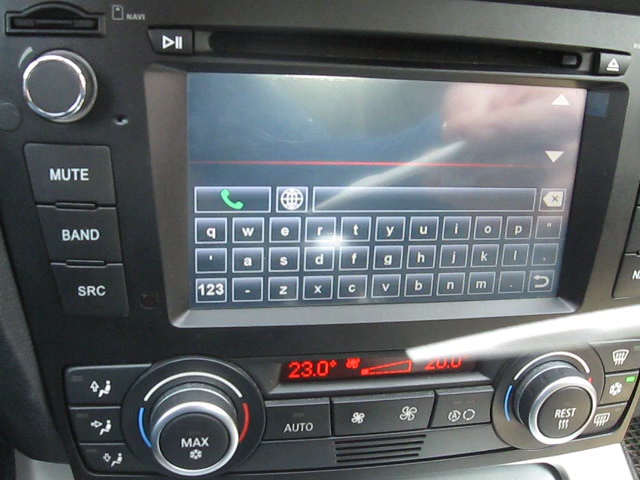 NAVI
MUTE
BAND
SRC
q w e r t y u i o p "
' a s d f g h j k l :
123 - z x c v b n m .
23.0° 20.0°
MAX
AUTO
REST